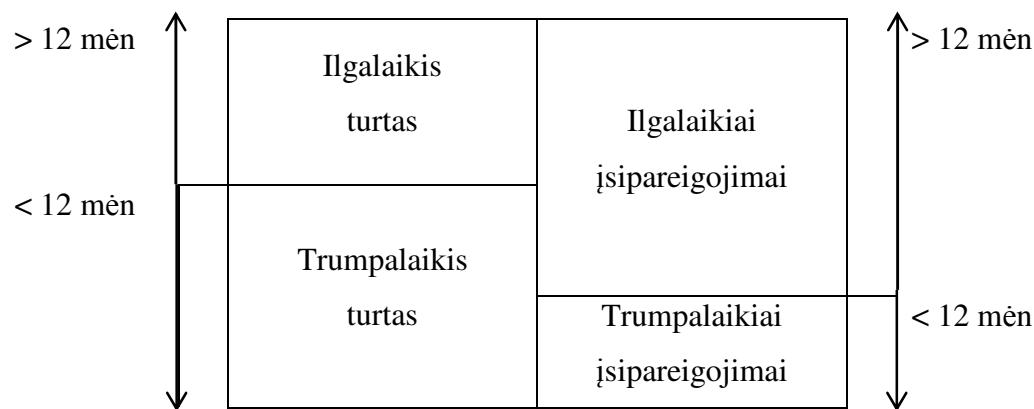 > 12 mėn
Ilgalaikis
turtas
< 12 mėn
Trumpalaikis
turtas
Ilgalaikiai
įsipareigojimai
Trumpalaikiai
įsipareigojimai
> 12 mėn
< 12 mėn